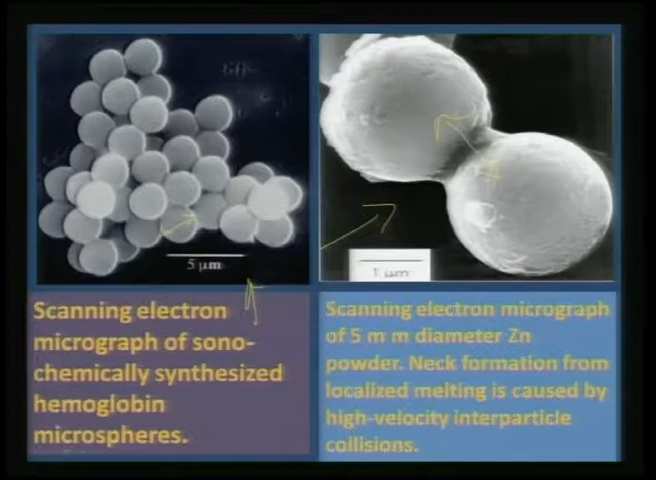 5 μm
1 μm
Scanning electron
micrograph of sono-
chemically synthesized
hemoglobin
microspheres.
Scanning electron micrograph
of 5 m m diameter Zn
powder. Neck formation from
localized melting is caused by
high-velocity interparticle
collisions.